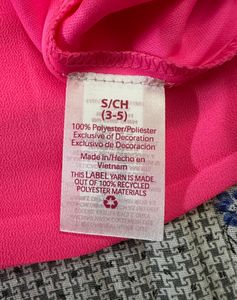 S/CH
(3-5)
100% Polyester/Poliéster
Exclusive of Decoration
Exclusivo de Decoración
Made in/Hecho en
Vietnam
THIS LABEL YARN IS MADE
OUT OF 100% RECYCLED
POLYESTER MATERIALS